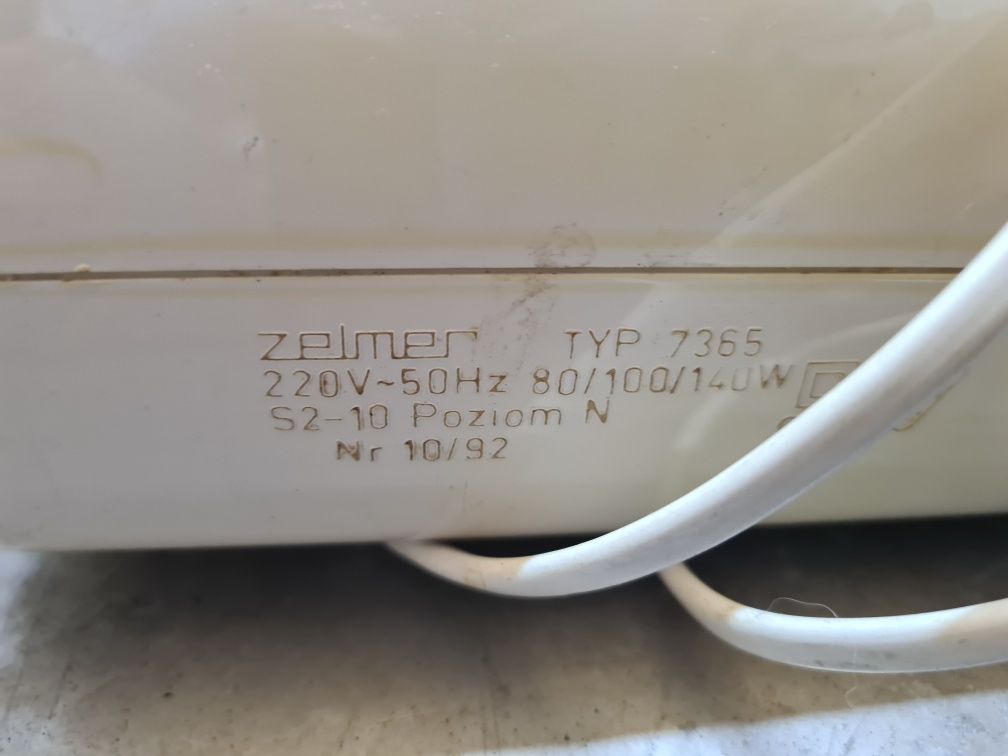 zelmer TYP 7365
220V~50Hz 80/100/140W
S2-10 Poziom N
Nr 10/92